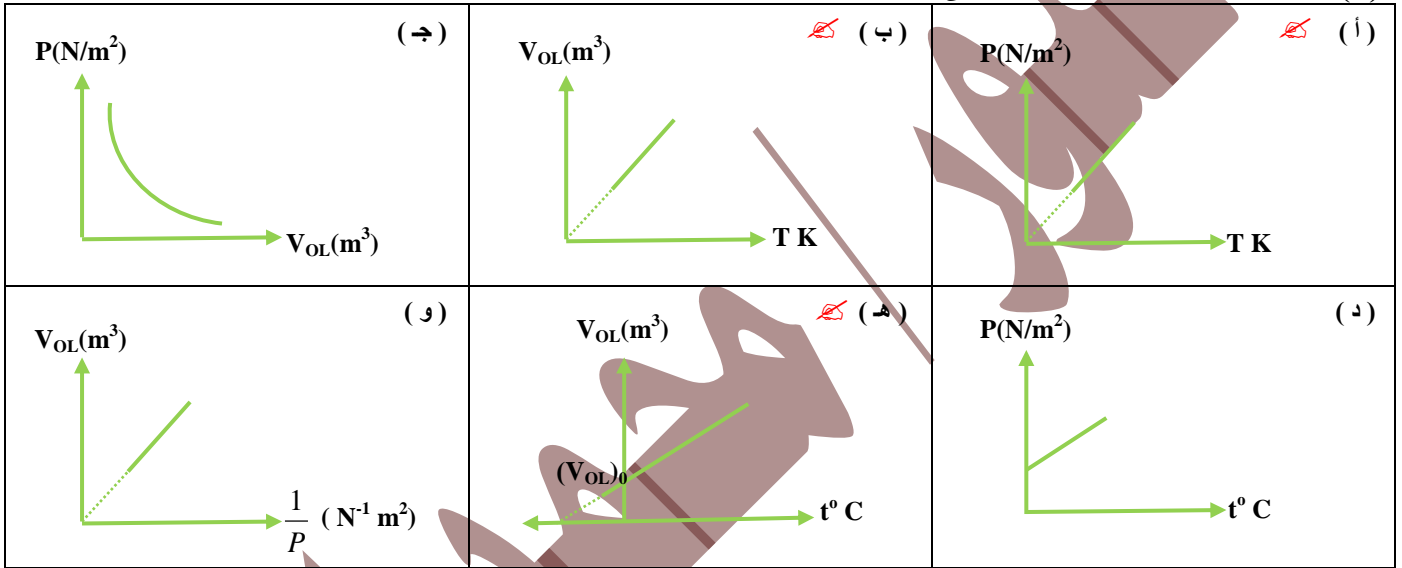 ( أ )
P(N/m²)
T K
( ب )
V_OL(m³)
T K
( جـ )
P(N/m²)
V_OL(m³)
( د )
P(N/m²)
t° C
( هـ )
V_OL(m³)
(V_OL)₀
t° C
( و )
V_OL(m³)
1/P ( N⁻¹ m²)